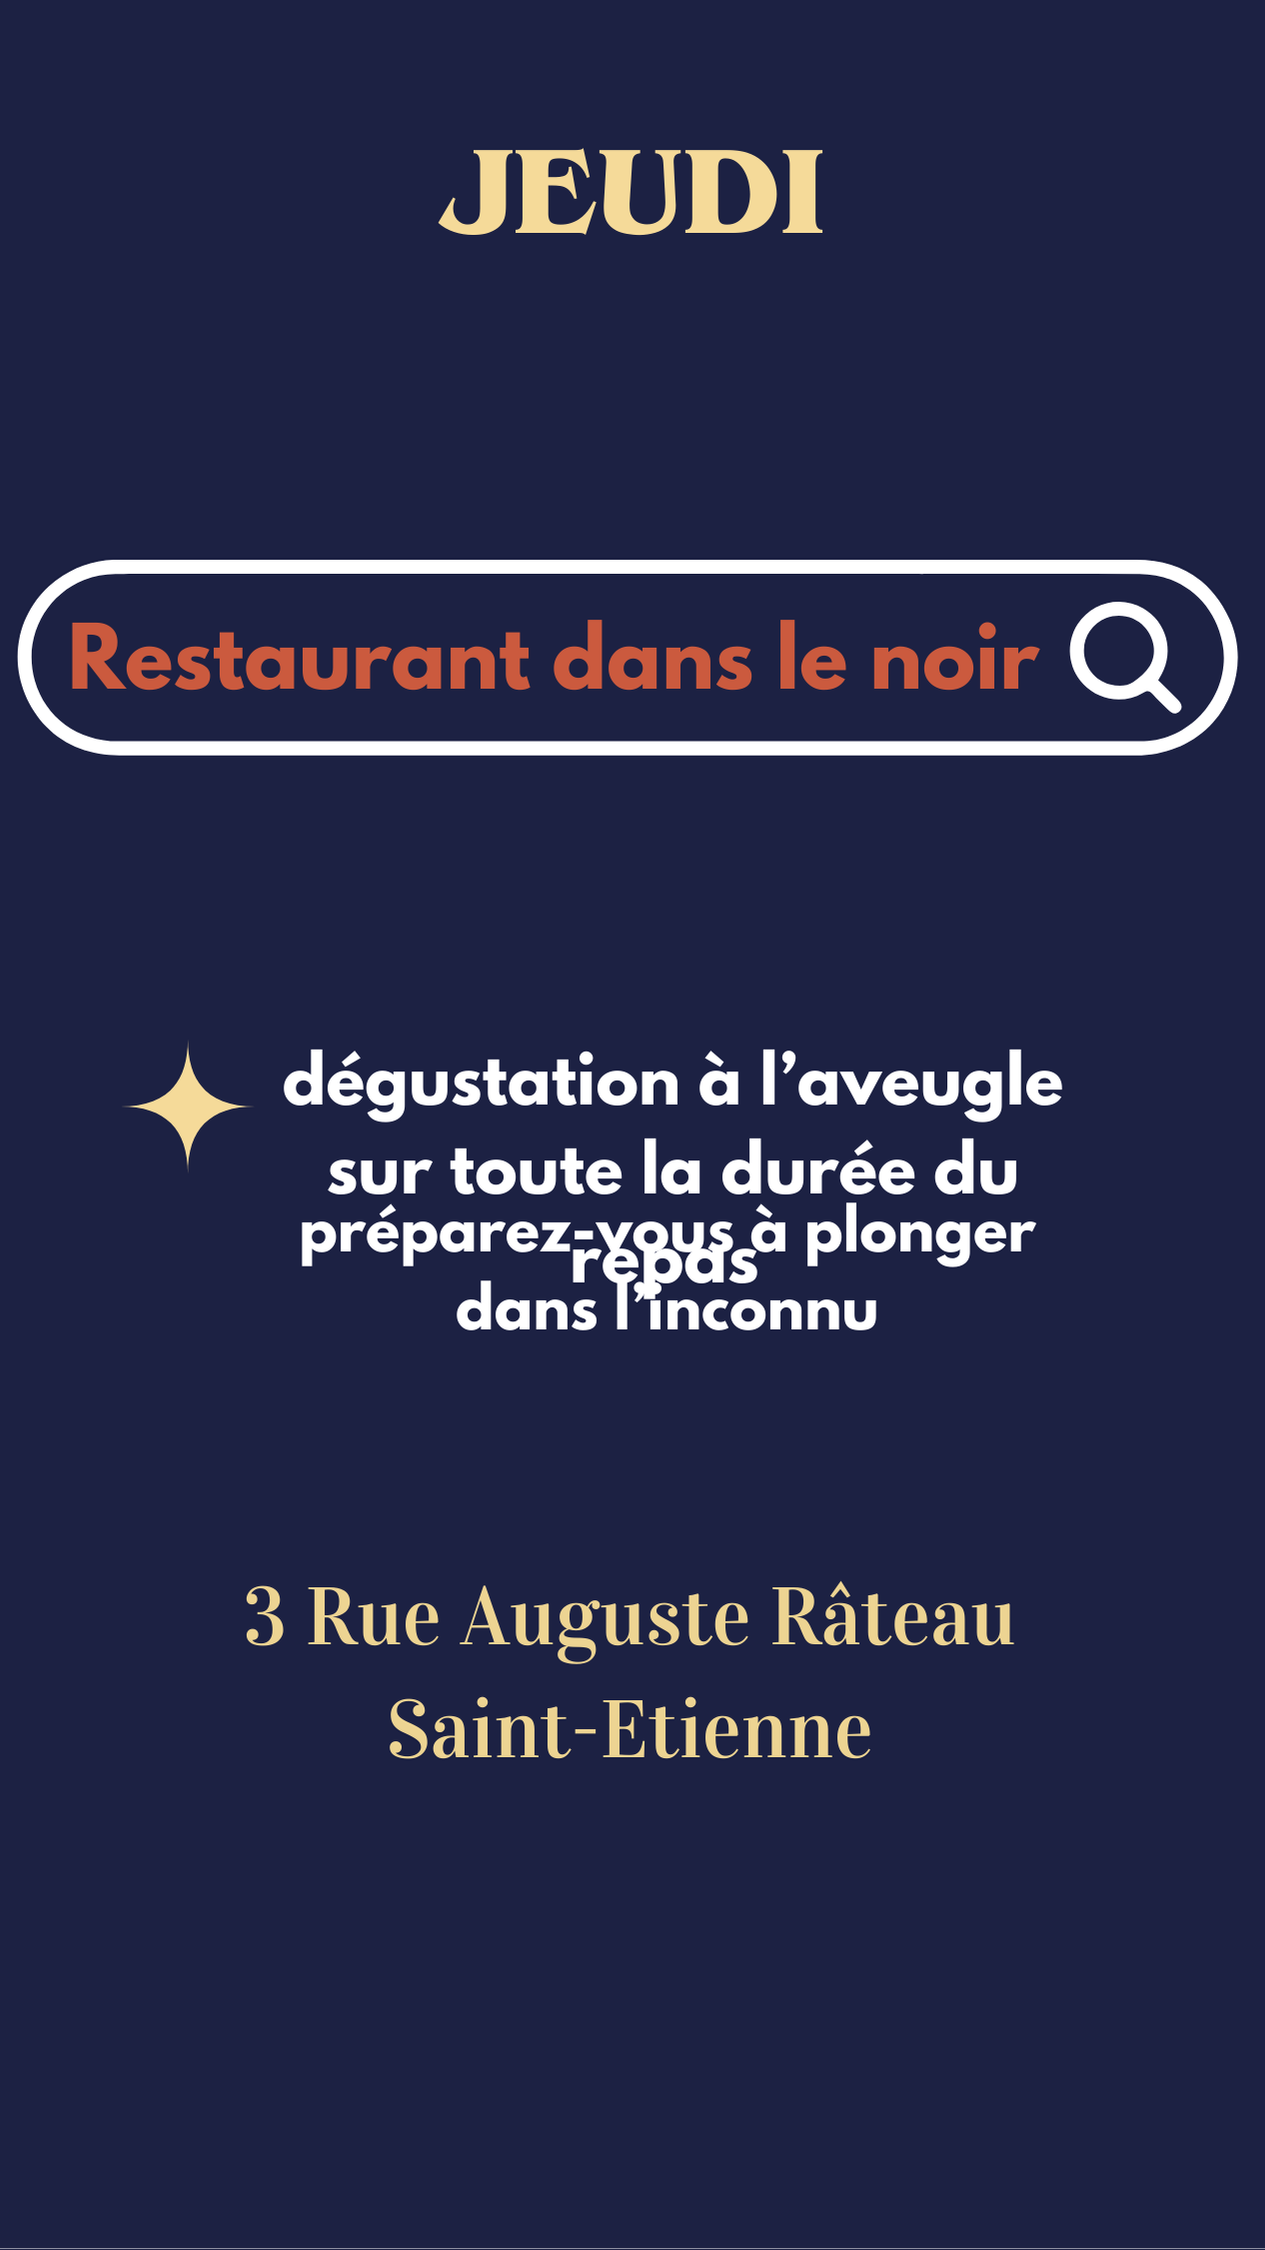 JEUDI
Restaurant dans le noir
dégustation à l’aveugle
sur toute la durée du
repas
préparez-vous à plonger
dans l’inconnu
3 Rue Auguste Râteau
Saint-Etienne